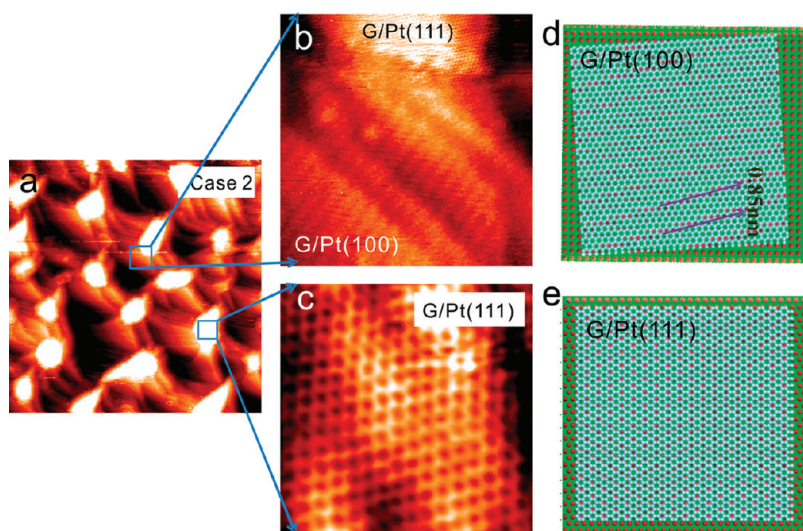 a
Case 2
b
G/Pt(111)
G/Pt(100)
c
G/Pt(111)
d
G/Pt(100)
0.85nm
e
G/Pt(111)